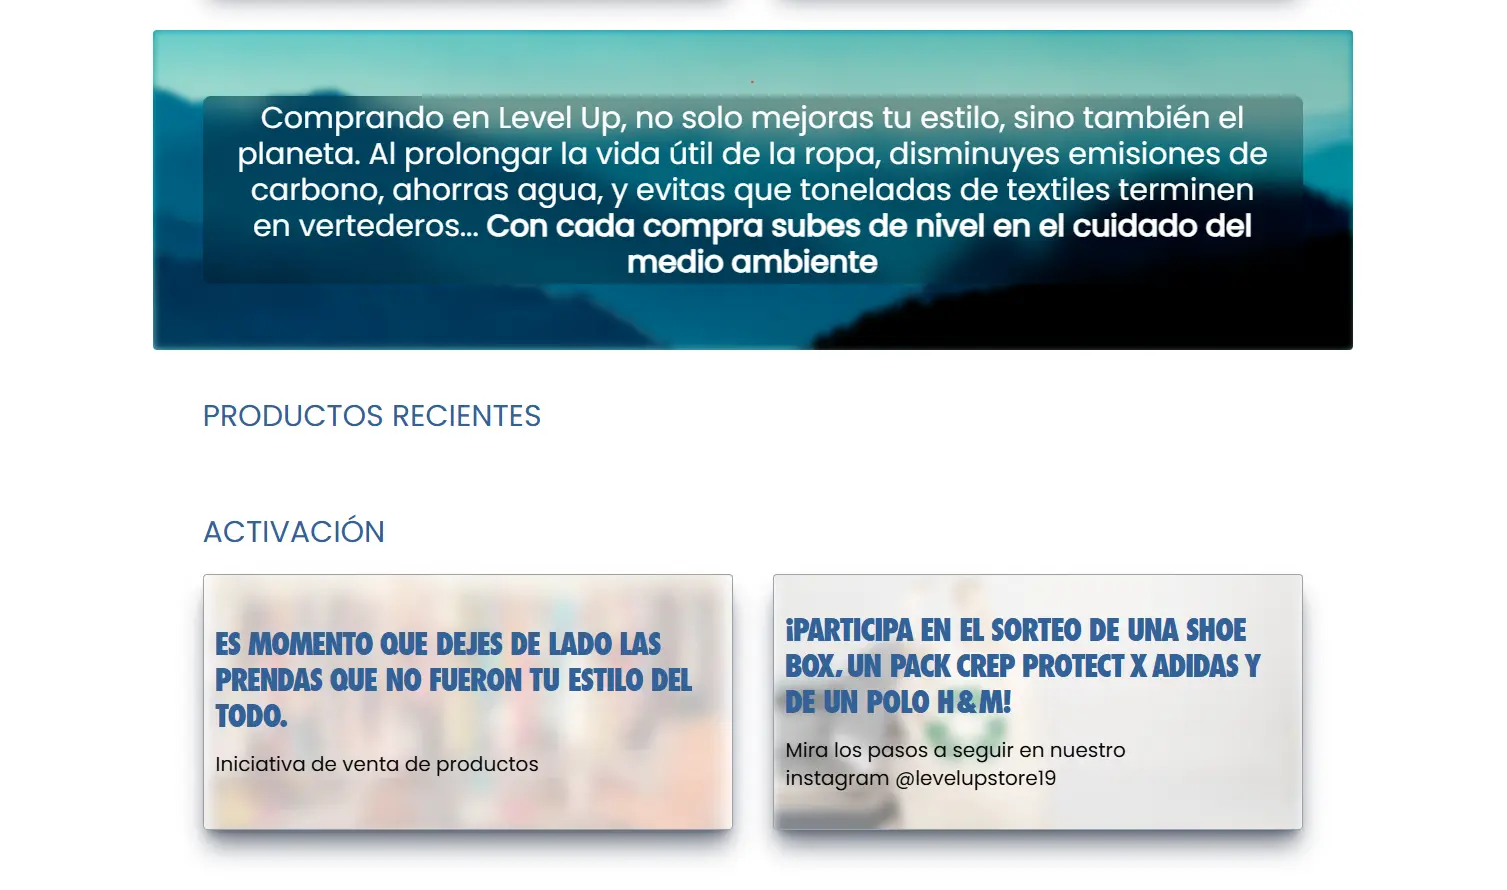 Comprando en Level Up, no solo mejoras tu estilo, sino también el
planeta. Al prolongar la vida útil de la ropa, disminuyes emisiones de
carbono, ahorras agua, y evitas que toneladas de textiles terminen
en vertederos... Con cada compra subes de nivel en el cuidado del
medio ambiente
PRODUCTOS RECIENTES
ACTIVACIÓN
ES MOMENTO QUE DEJES DE LADO LAS
PRENDAS QUE NO FUERON TU ESTILO DEL
TODO.
Iniciativa de venta de productos
¡PARTICIPA EN EL SORTEO DE UNA SHOE
BOX, UN PACK CREP PROTECT X ADIDAS Y
DE UN POLO H&M!
Mira los pasos a seguir en nuestro
instagram @levelupstore19